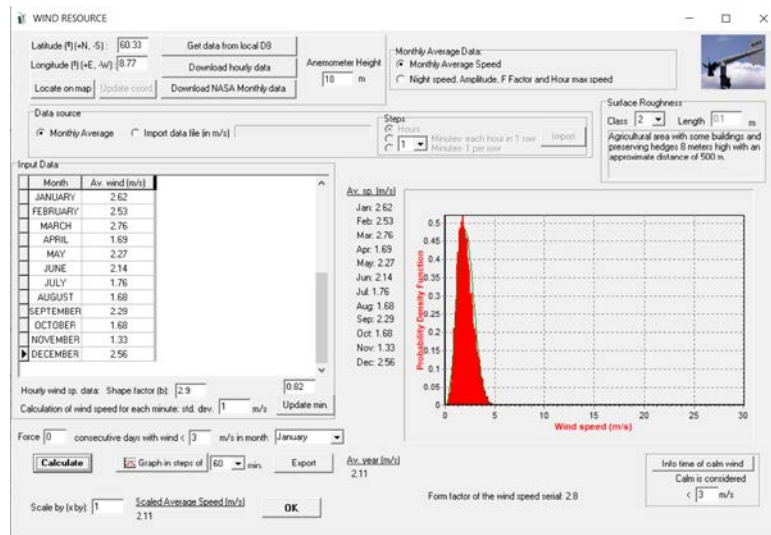 WIND RESOURCE
Latitude (º) (+N, -S) : 60.33 Get data from local DB
Longitude (º) (+E, -W) : 8.77 Download hourly data
Locate on map Update coord. Download NASA Monthly data
Anemometer Height
10 m
Monthly Average Data:
Monthly Average Speed
Night speed. Amplitude, F Factor and Hour max speed
Data source
Monthly Average Import data file (in m/s)
Steps
Hours
1 Minutes- each hour in 1 row
Minutes- 1 per row
Import
Surface Roughness
Class 2 Length 0.1 m
Agricultural area with some buildings and
preserving hedges 8 meters high with an
approximate distance of 500 m.
Input Data
Month Av. wind (m/s)
JANUARY 2.62
FEBRUARY 2.53
MARCH 2.76
APRIL 1.69
MAY 2.27
JUNE 2.14
JULY 1.76
AUGUST 1.68
SEPTEMBER 2.29
OCTOBER 1.68
NOVEMBER 1.33
DECEMBER 2.56
Av. sp. (m/s)
Jan: 2.62
Feb: 2.53
Mar: 2.76
Apr: 1.69
May: 2.27
Jun: 2.14
Jul: 1.76
Aug: 1.68
Sep: 2.29
Oct: 1.68
Nov: 1.33
Dec: 2.56
Probability Density Function
0.5
0.45
0.4
0.35
0.3
0.25
0.2
0.15
0.1
0.05
0
0 5 10 15 20 25 30
Wind speed (m/s)
Hourly wind sp. data: Shape factor (b): 2.9 0.82
Calculation of wind speed for each minute: std. dev. 1 m/s Update min.
Force 0 consecutive days with wind < 3 m/s in month January
Calculate Graph in steps of 60 min. Export
Av. year (m/s)
2.11
Scale by (x by): 1 Scaled Average Speed (m/s)
2.11
OK
Form factor of the wind speed serial: 2.8
Info time of calm wind
Calm is considered
< 3 m/s